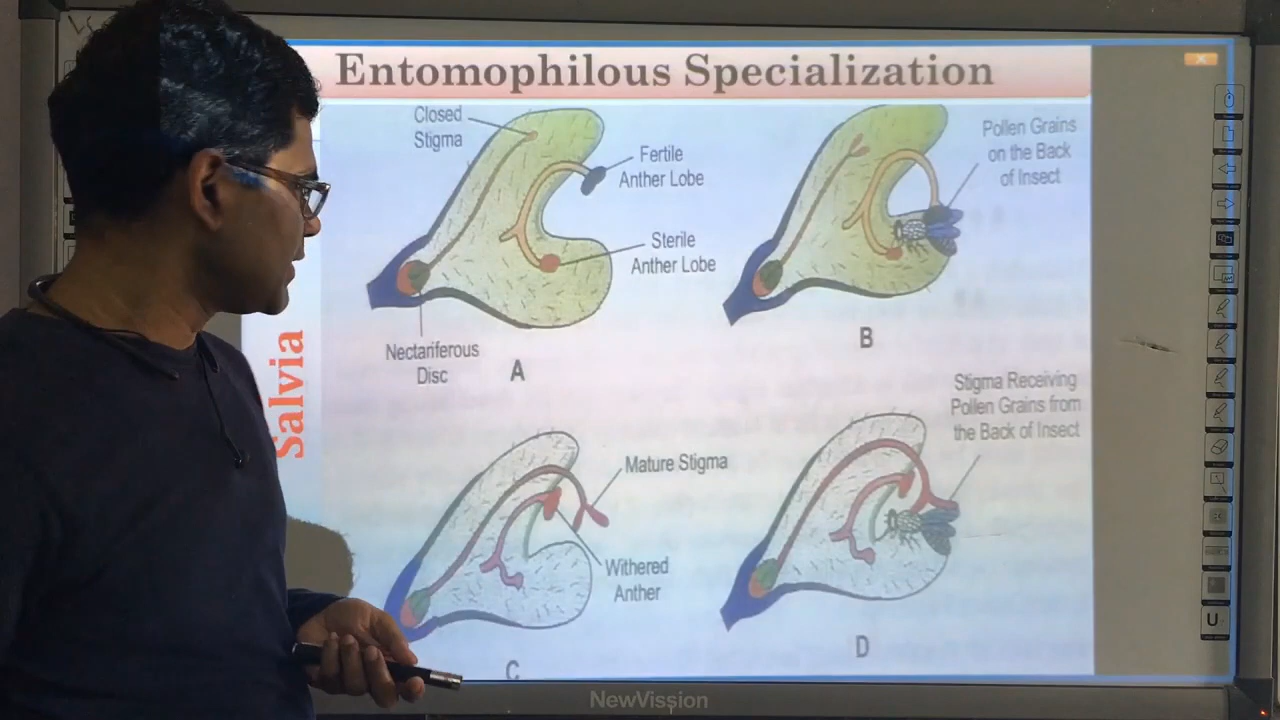 Entomophilous Specialization
Salvia
Closed
Stigma
Fertile
Anther Lobe
Sterile
Anther Lobe
Nectariferous
Disc
A
Pollen Grains
on the Back
of Insect
B
Mature Stigma
Withered
Anther
C
Stigma Receiving
Pollen Grains from
the Back of Insect
D
U
NewVission